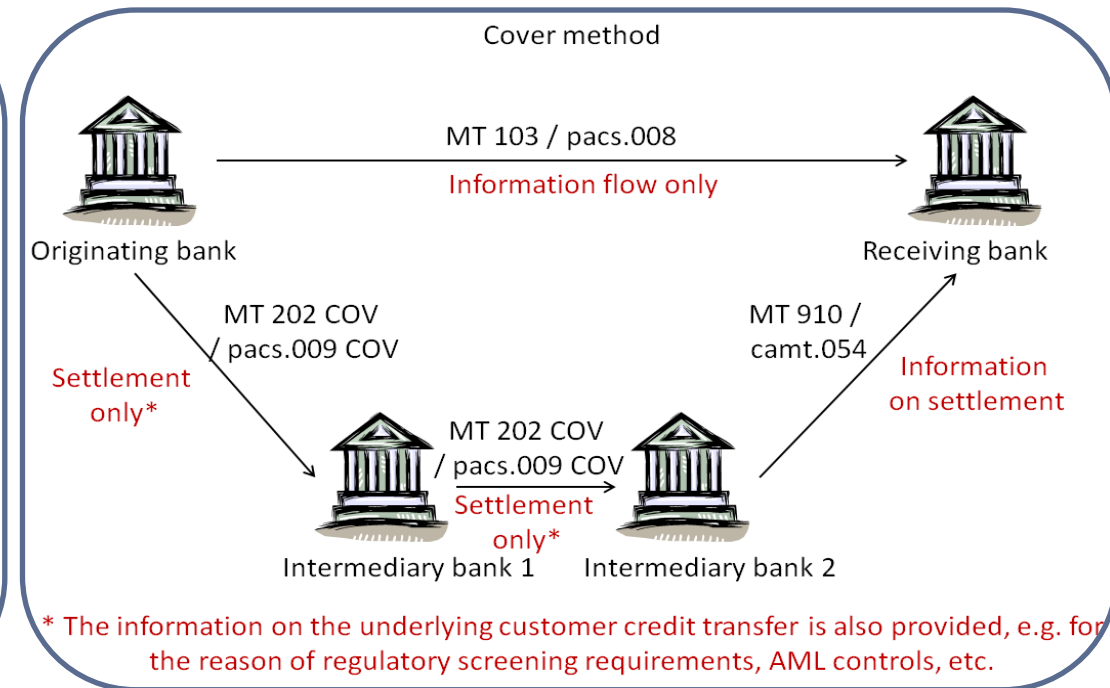 Cover method
MT 103 / pacs.008
Information flow only
Originating bank
Receiving bank
MT 202 COV
/ pacs.009 COV
Settlement
only*
MT 910 /
camt.054
Information
on settlement
MT 202 COV
/ pacs.009 COV
Settlement
only*
Intermediary bank 1
Intermediary bank 2
* The information on the underlying customer credit transfer is also provided, e.g. for
the reason of regulatory screening requirements, AML controls, etc.